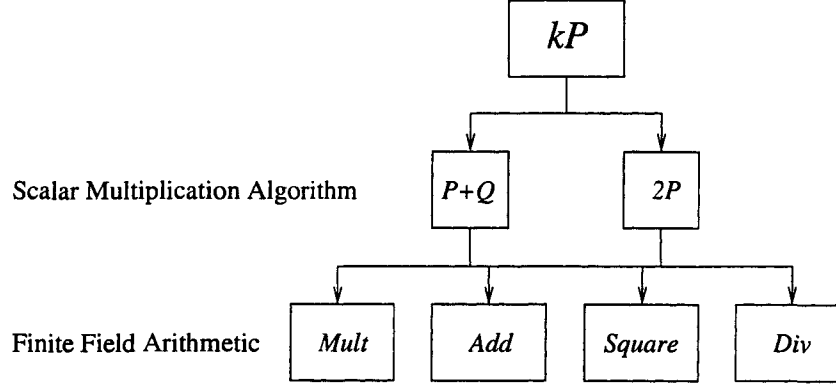 kP
Scalar Multiplication Algorithm P+Q 2P
Finite Field Arithmetic Mult Add Square Div